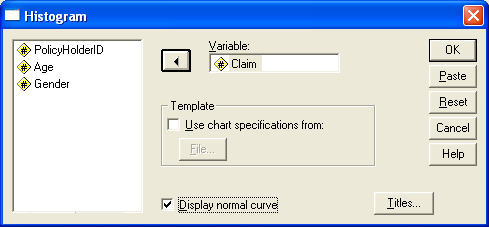 Histogram
PolicyHolderID
Age
Gender
Variable:
Claim
Template
Use chart specifications from:
File...
Display normal curve
Titles...
OK
Paste
Reset
Cancel
Help